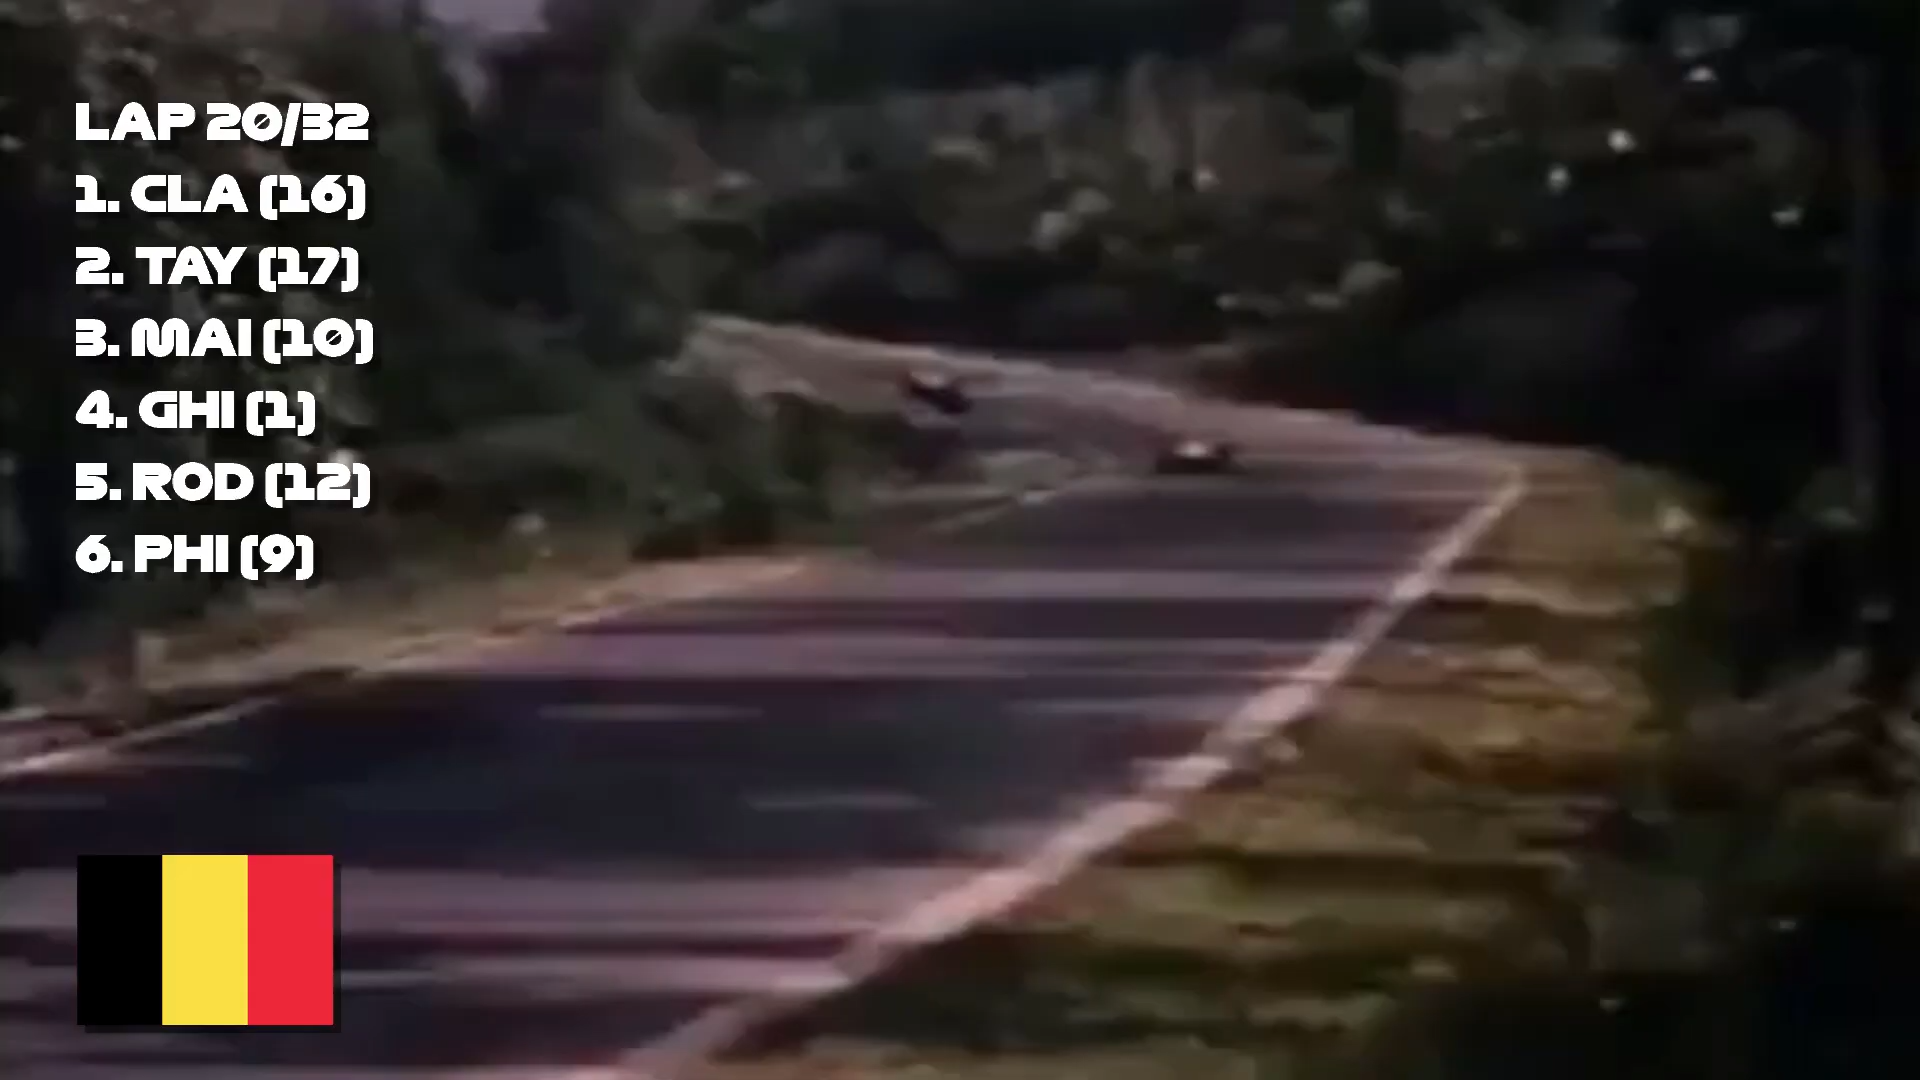 LAP 20/32
1. CLA (16)
2. TAY (17)
3. MAI (10)
4. GHI (1)
5. ROD (12)
6. PHI (9)